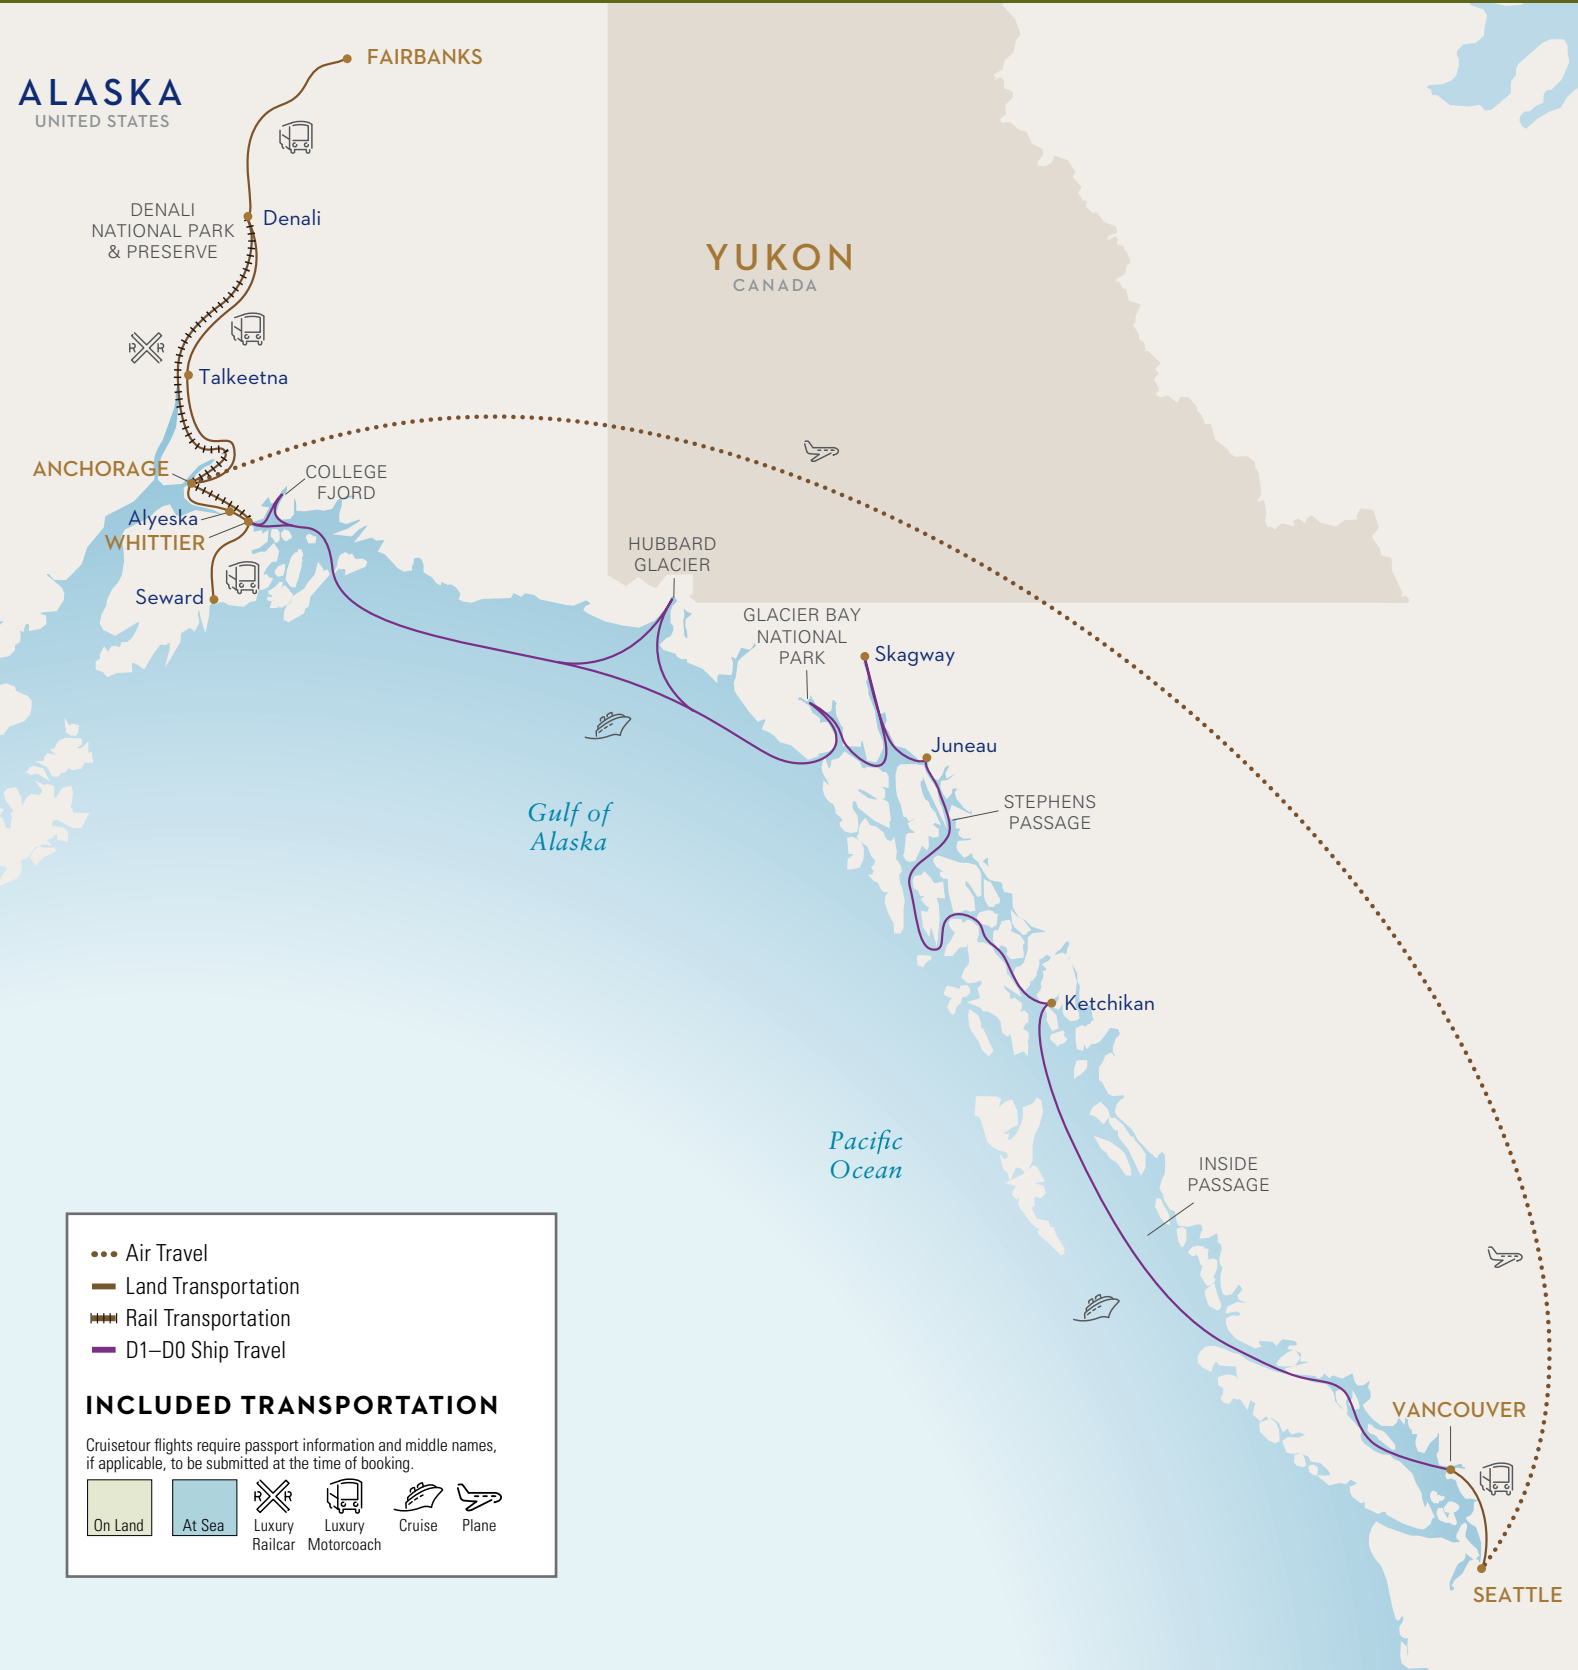 FAIRBANKS
ALASKA
UNITED STATES
DENALI
NATIONAL PARK
& PRESERVE
Denali
YUKON
CANADA
R R
Talkeetna
ANCHORAGE
COLLEGE
FJORD
Alyeska
WHITTIER
Seward
HUBBARD
GLACIER
GLACIER BAY
NATIONAL
PARK
Skagway
Juneau
STEPHENS
PASSAGE
Gulf of
Alaska
Ketchikan
Pacific
Ocean
INSIDE
PASSAGE
VANCOUVER
SEATTLE
Air Travel
Land Transportation
Rail Transportation
D1–D0 Ship Travel
INCLUDED TRANSPORTATION
Cruisetour flights require passport information and middle names,
if applicable, to be submitted at the time of booking.
On Land
At Sea
R R
Luxury
Railcar
Luxury
Motorcoach
Cruise
Plane